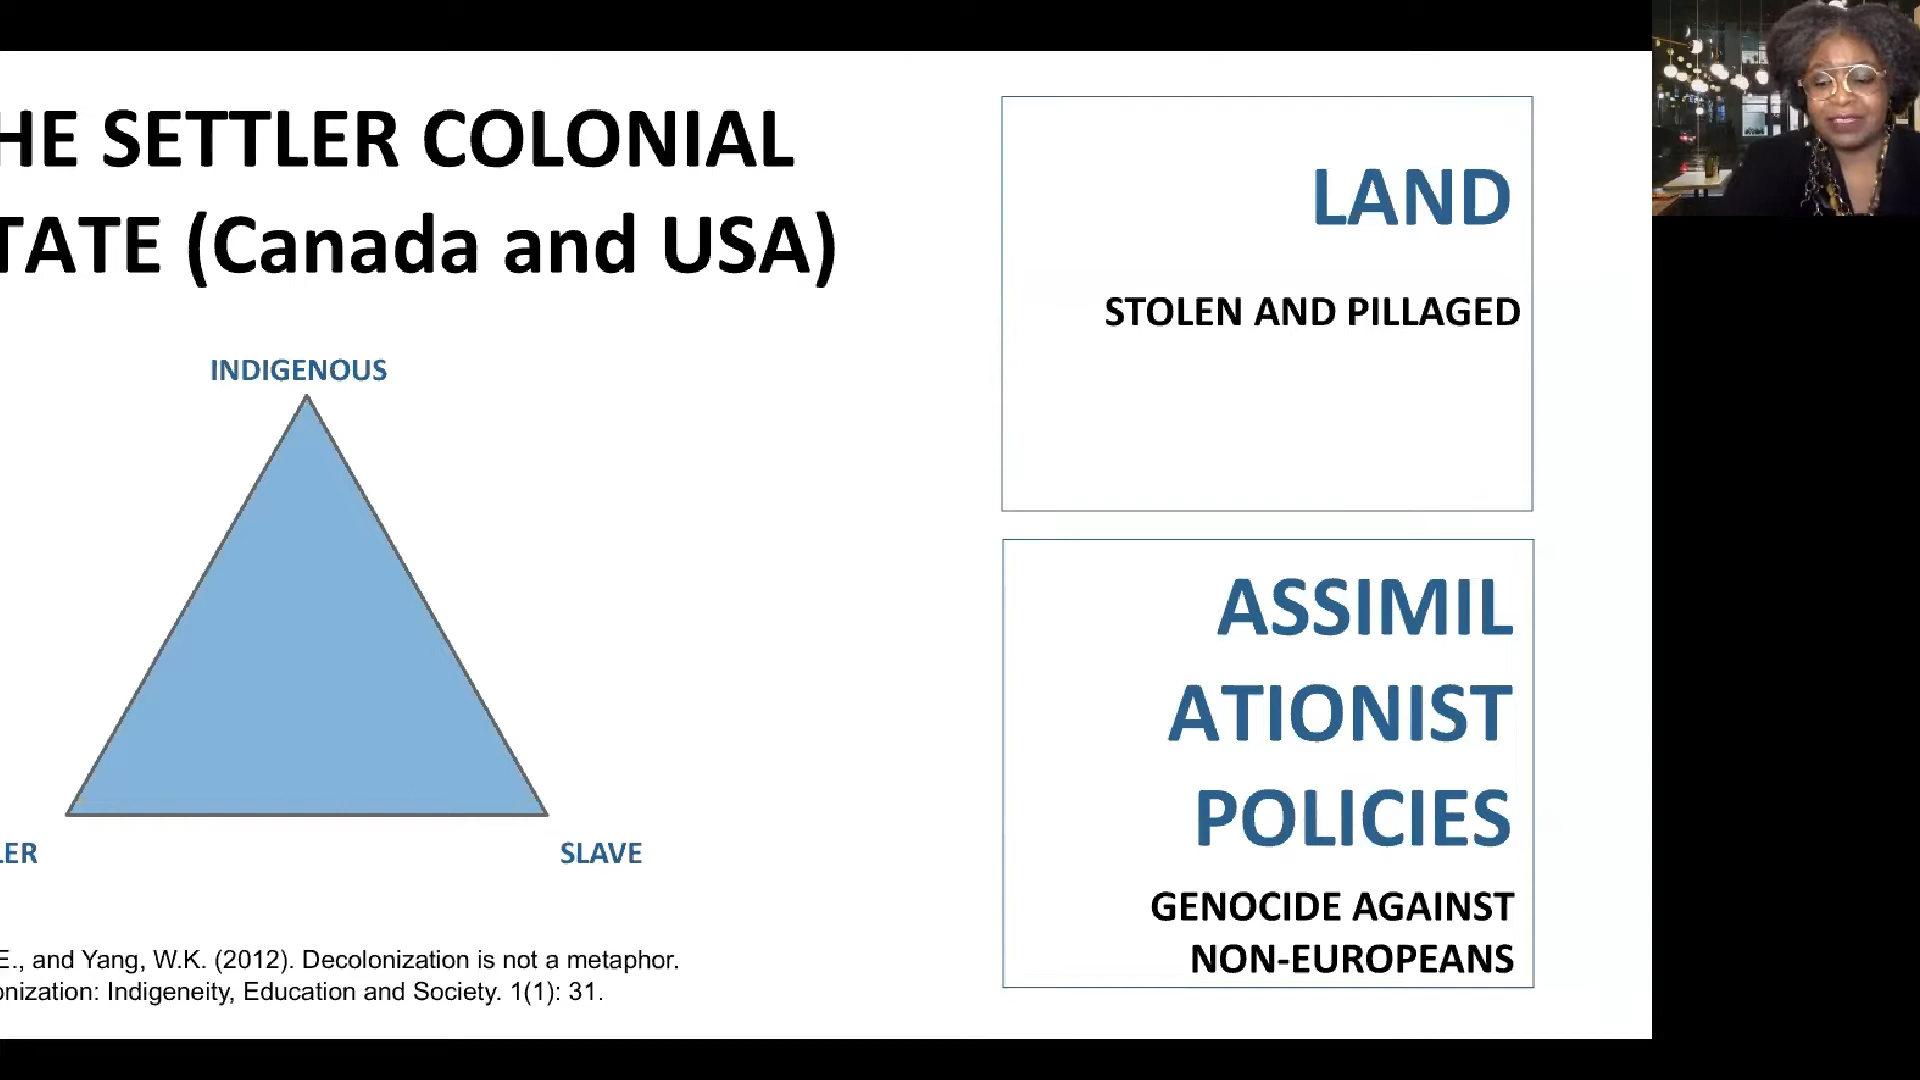 HE SETTLER COLONIAL
TATE (Canada and USA)
INDIGENOUS
LER
SLAVE
E., and Yang, W.K. (2012). Decolonization is not a metaphor.
onization: Indigeneity, Education and Society. 1(1): 31.
LAND
STOLEN AND PILLAGED
ASSIMIL
ATIONIST
POLICIES
GENOCIDE AGAINST
NON-EUROPEANS